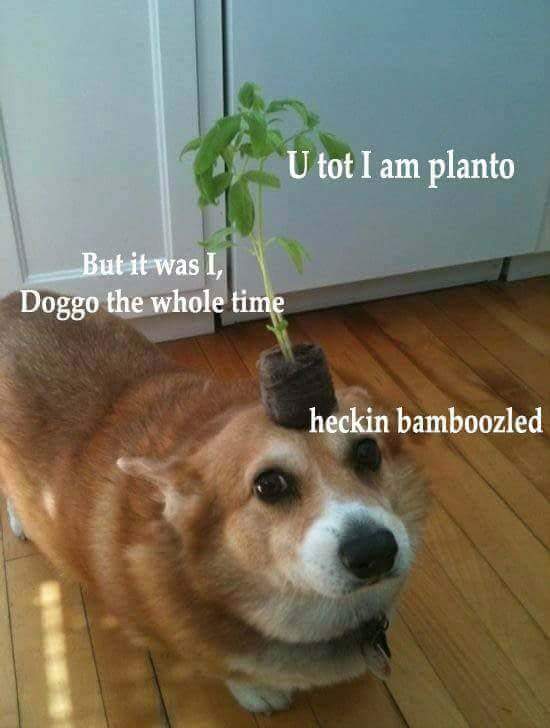 U tot I am planto
But it was I,
Doggo the whole time
heckin bamboozled